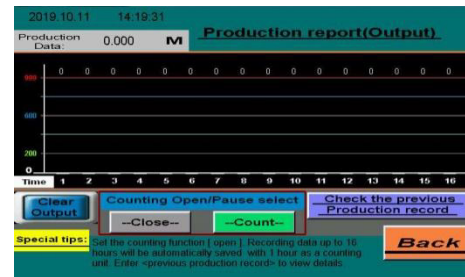 2019.10.11 14:19:31
Production report(Output)
Production
Data:
0.000 M
0 0 0 0 0 0 0 0 0 0 0 0 0 0 0 0
900
600
200
0
Time 1 2 3 4 5 6 7 8 9 10 11 12 13 14 15 16
Clear
Output
Counting Open/Pause select
--Close-- --Count--
Check the previous
Production record
Special tips:
Set the counting function [ open ]. Recording data up to 16
hours will be automatically saved with 1 hour as a counting
unit. Enter <previous production record> to view details
Back